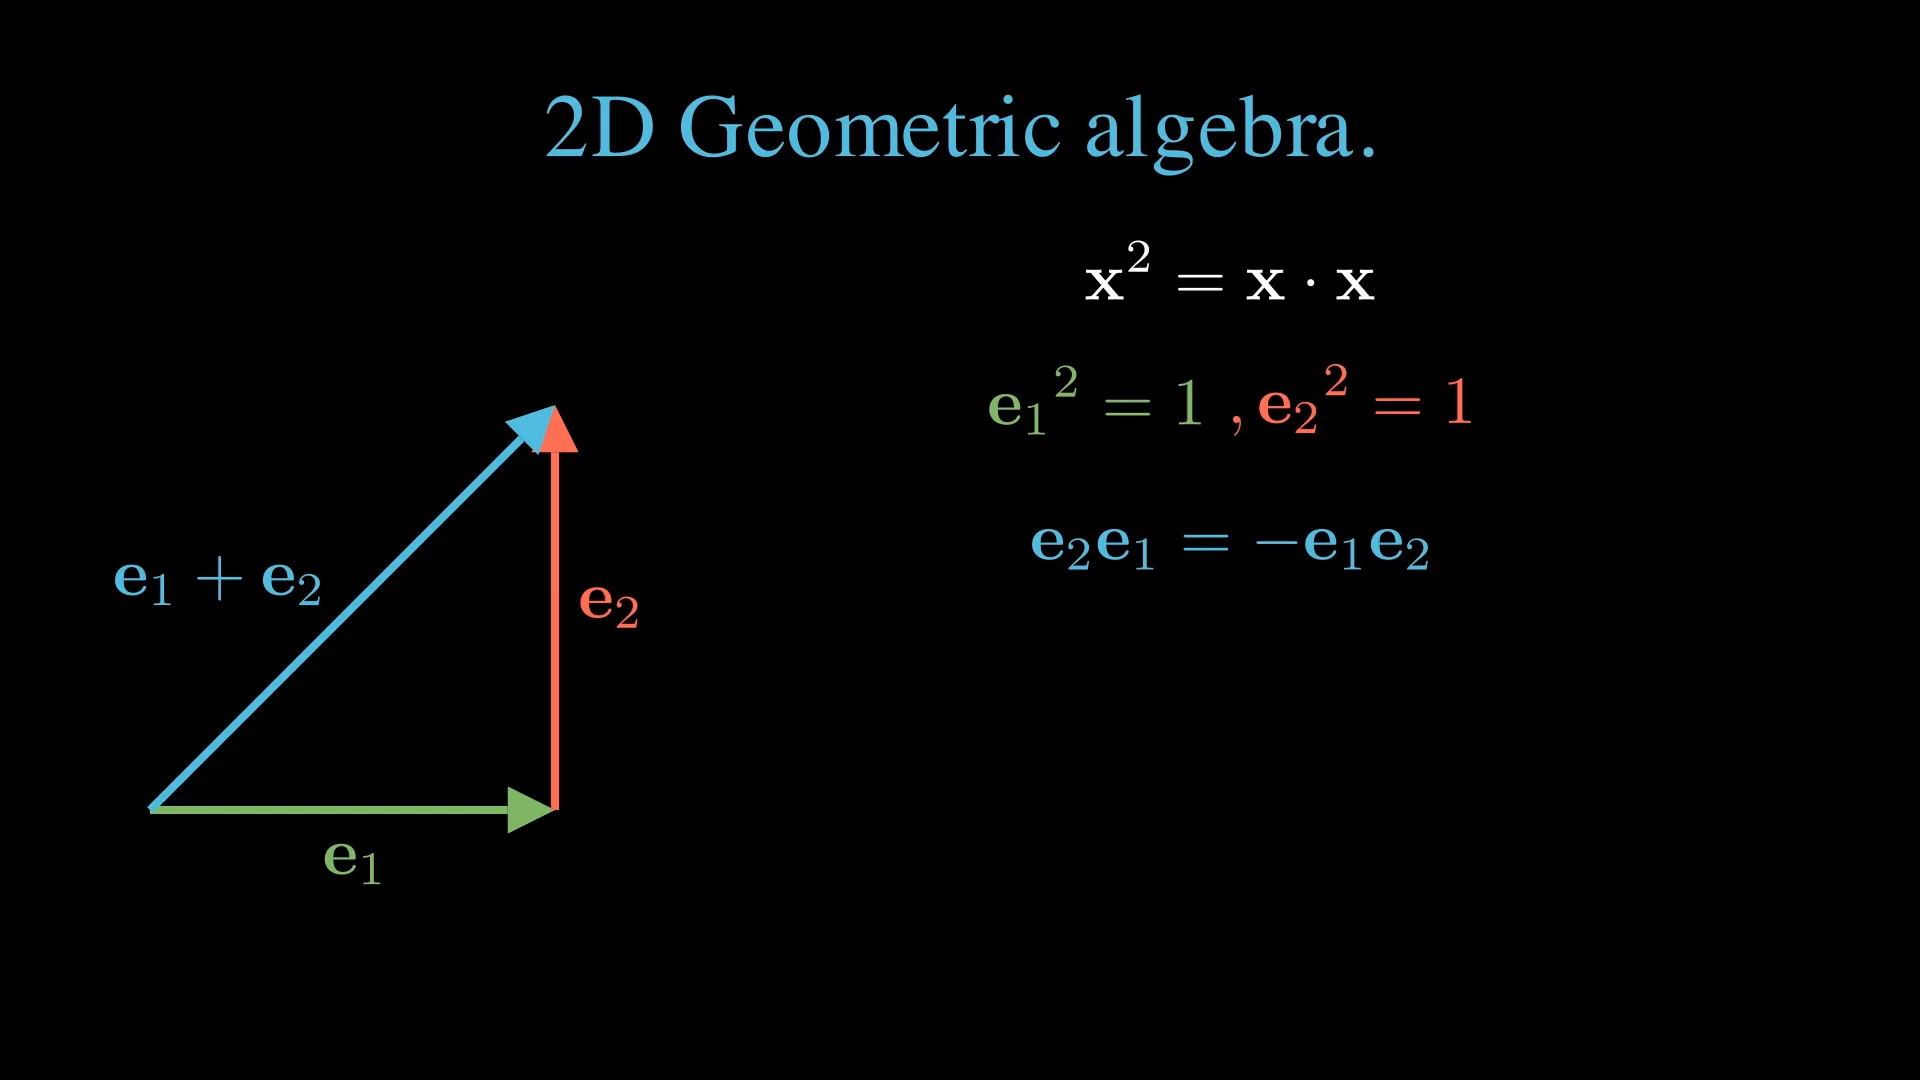 2D Geometric algebra.
x² = x · x
e₁² = 1 , e₂² = 1
e₂e₁ = −e₁e₂
e₁ + e₂
e₂
e₁